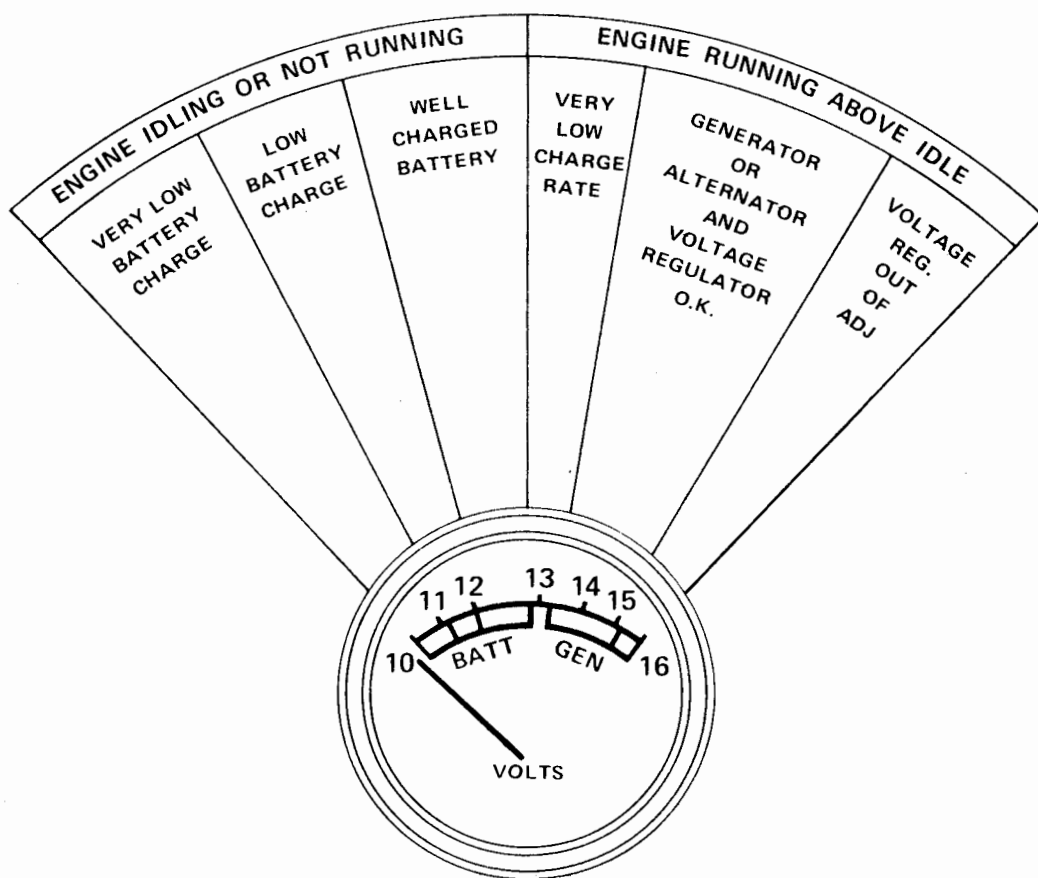 ENGINE IDLING OR NOT RUNNING
ENGINE RUNNING ABOVE IDLE
VERY LOW
BATTERY
CHARGE
LOW
BATTERY
CHARGE
WELL
CHARGED
BATTERY
VERY
LOW
CHARGE
RATE
GENERATOR
OR
ALTERNATOR
AND
VOLTAGE
REGULATOR
O.K.
VOLTAGE
REG.
OUT
OF
ADJ
10
11
12
13
14
15
16
BATT
GEN
VOLTS